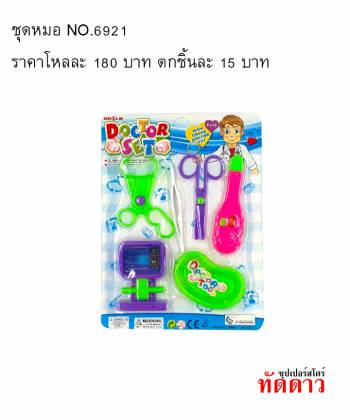 ชุดหมอ NO.6921
ราคาโหลละ 180 บาท ตกชิ้นละ 15 บาท
DOCTOR
SET
WARNING
CE
ซุปเปอร์สโตร์
ทัดดาว